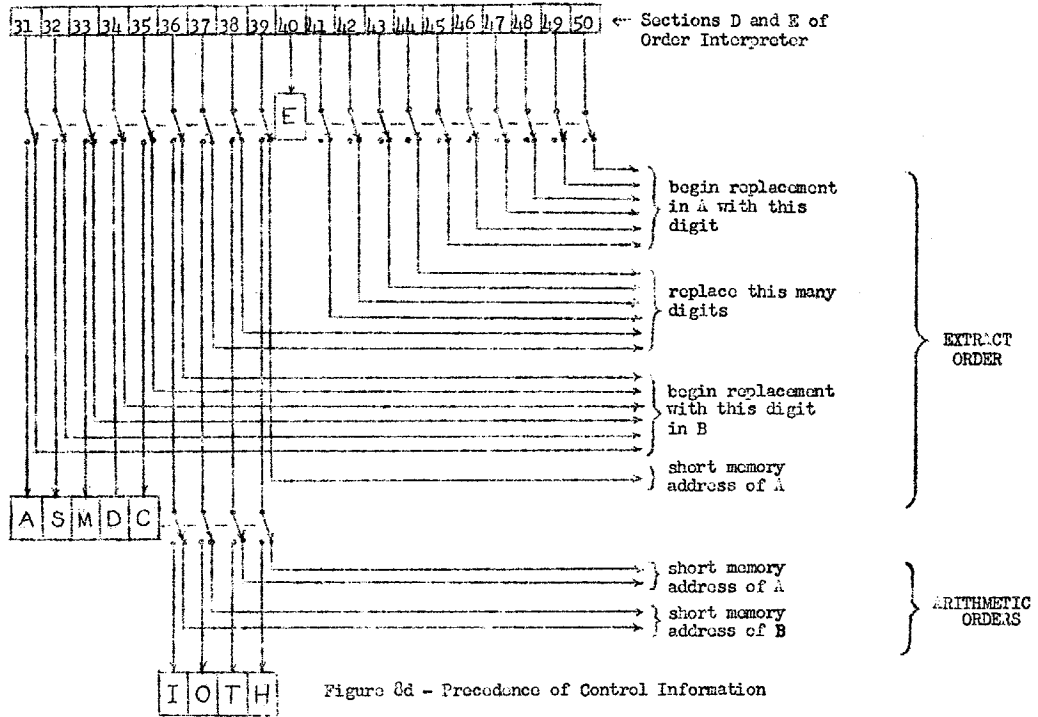 31 32 33 34 35 36 37 38 39 40 41 42 43 44 45 46 47 48 49 50
← Sections D and E of
Order Interpreter
E
begin replacement
in A with this
digit
replace this many
digits
EXTRACT
ORDER
begin replacement
with this digit
in B
short memory
address of A
A S M D C
short memory
address of A
short memory
address of B
ARITHMETIC
ORDERS
I O T H
Figure 8d - Precedence of Control Information